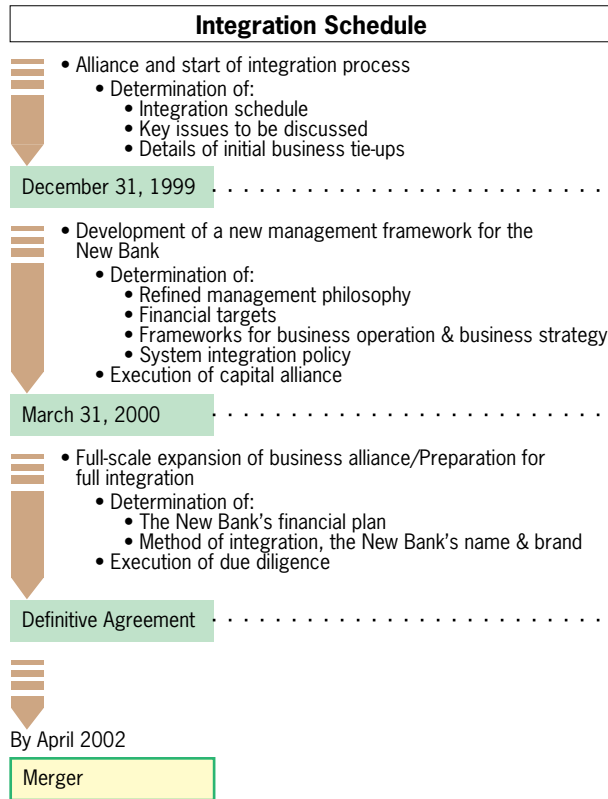 Integration Schedule
• Alliance and start of integration process
• Determination of:
• Integration schedule
• Key issues to be discussed
• Details of initial business tie-ups
December 31, 1999 . . . . . . . . . . . . . . . . . . . . . . . . .
• Development of a new management framework for the
New Bank
• Determination of:
• Refined management philosophy
• Financial targets
• Frameworks for business operation & business strategy
• System integration policy
• Execution of capital alliance
March 31, 2000 . . . . . . . . . . . . . . . . . . . . . . . . .
• Full-scale expansion of business alliance/Preparation for
full integration
• Determination of:
• The New Bank's financial plan
• Method of integration, the New Bank's name & brand
• Execution of due diligence
Definitive Agreement . . . . . . . . . . . . . . . . . . . . . . . . .
By April 2002
Merger